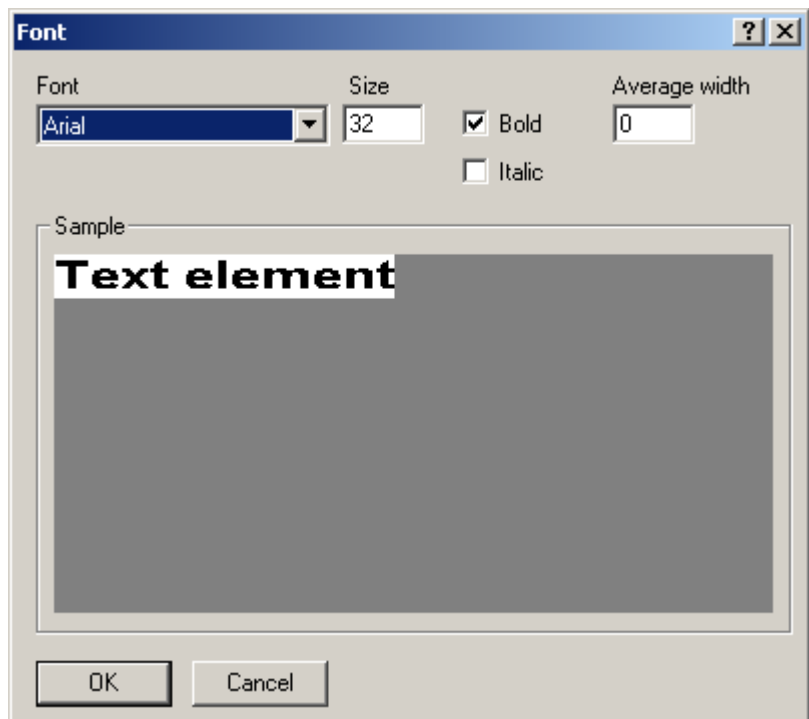 Font
Font Size Average width
Arial 32 Bold 0
Italic
Sample
Text element
OK Cancel